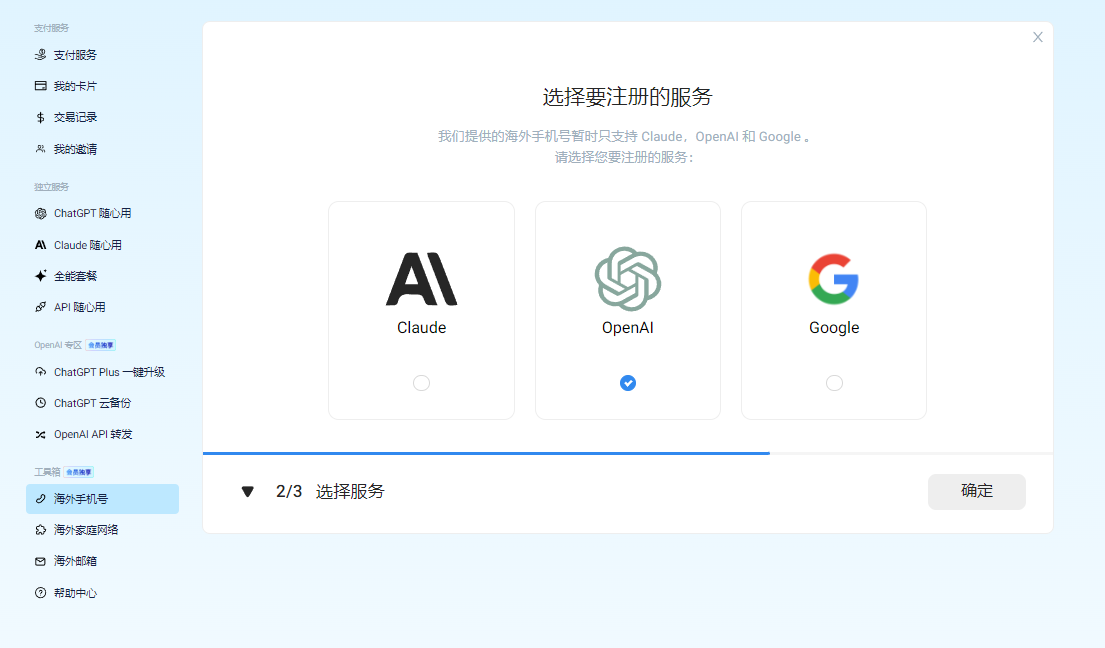 支付服务
支付服务
我的卡片
交易记录
我的邀请
独立服务
ChatGPT 随心用
Claude 随心用
全能套餐
API 随心用
OpenAI 专区 会员独享
ChatGPT Plus 一键升级
ChatGPT 云备份
OpenAI API 转发
工具箱 会员独享
海外手机号
海外家庭网络
海外邮箱
帮助中心
选择要注册的服务
我们提供的海外手机号暂时只支持 Claude，OpenAI 和 Google 。
请选择您要注册的服务：
Claude
OpenAI
Google
2/3 选择服务
确定